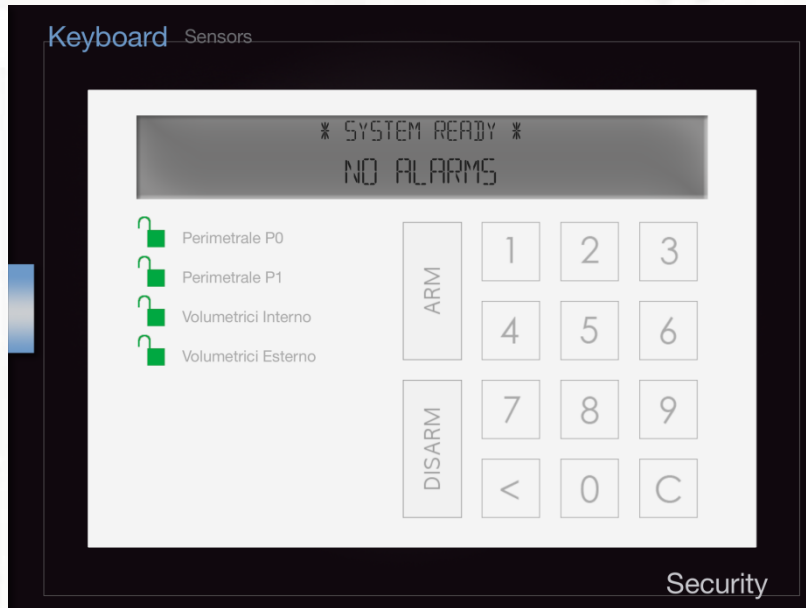 Keyboard Sensors
* SYSTEM READY *
NO ALARMS
Perimetrale P0
Perimetrale P1
Volumetrici Interno
Volumetrici Esterno
ARM
1 2 3
4 5 6
DISARM
7 8 9
< 0 C
Security